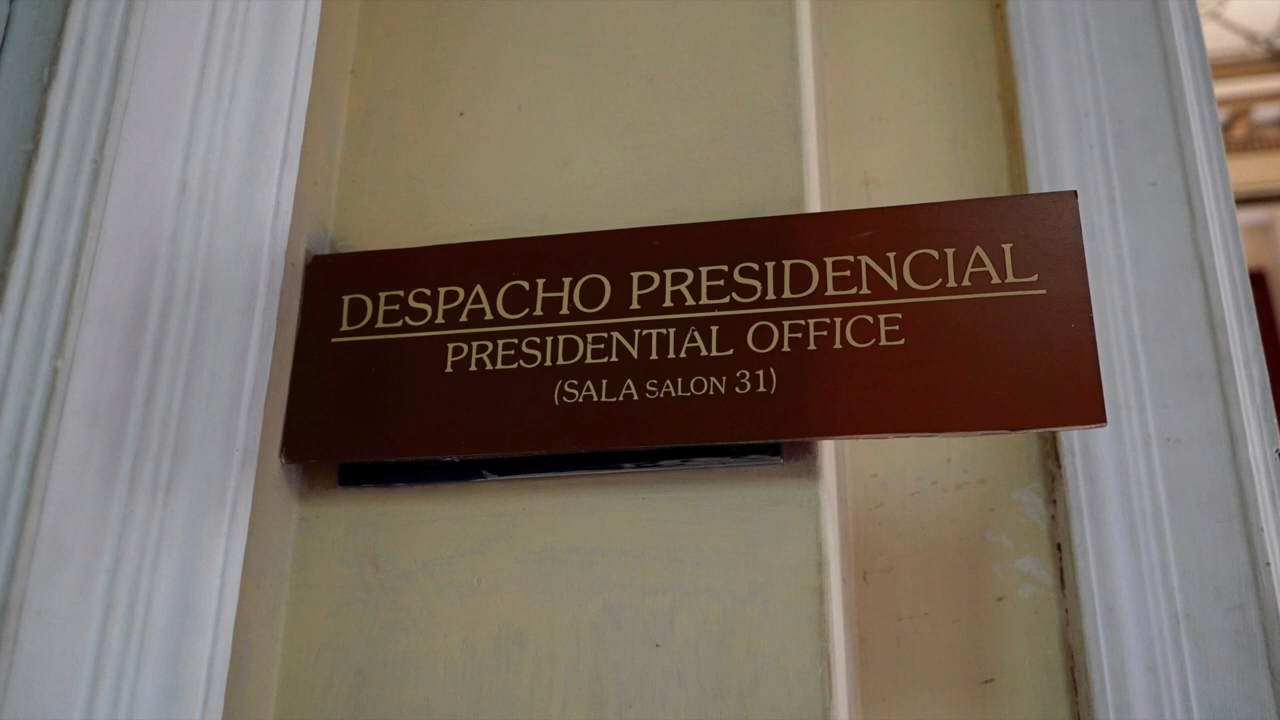 DESPACHO PRESIDENCIAL
PRESIDENTIAL OFFICE
(SALA SALON 31)